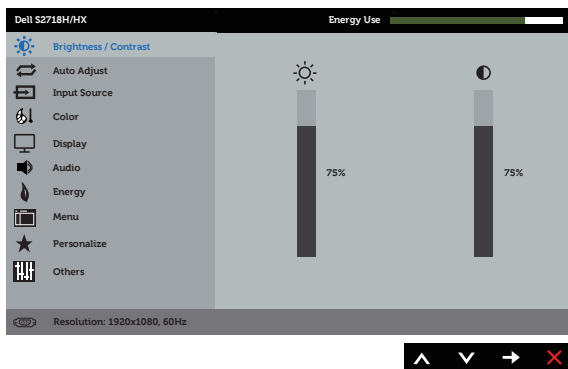 Dell S2718H/HX
Energy Use
Brightness / Contrast
Auto Adjust
Input Source
Color
Display
Audio
Energy
Menu
Personalize
Others
75%
75%
Resolution: 1920x1080, 60Hz